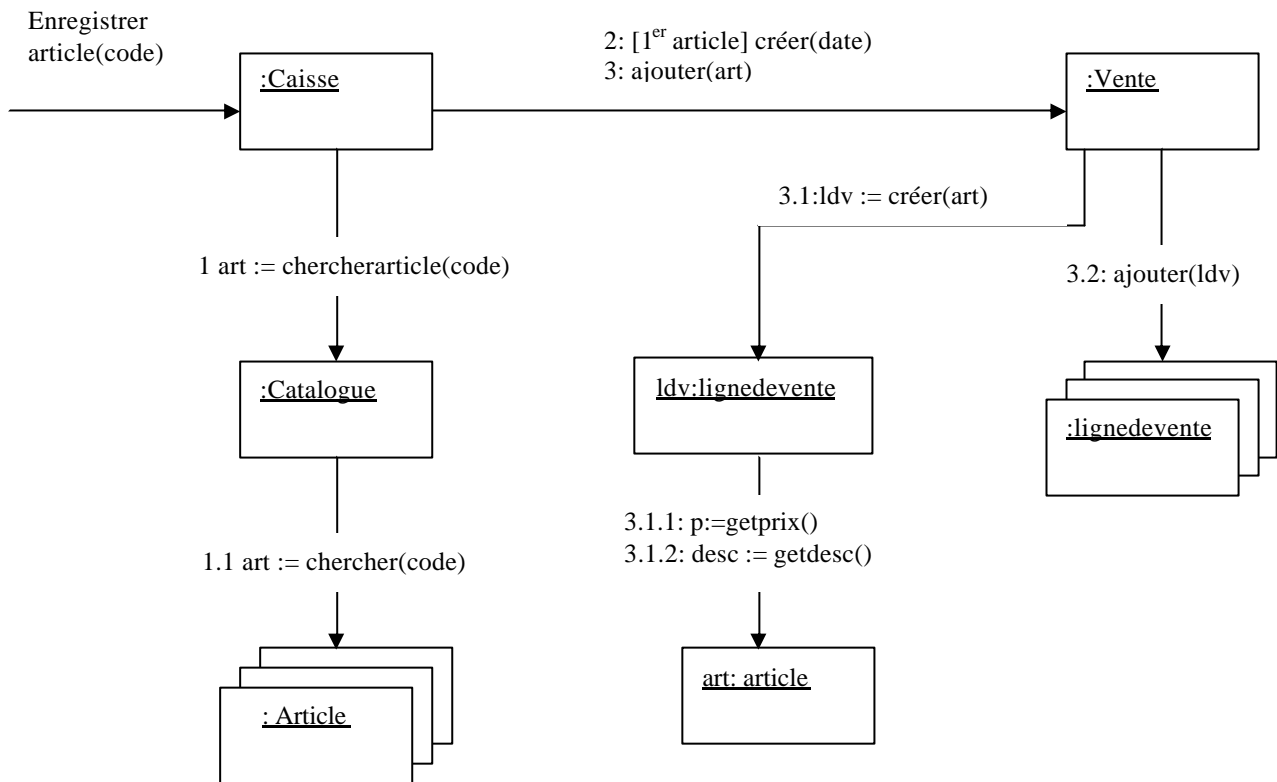 Enregistrer
article(code)
2: [1er article] créer(date)
3: ajouter(art)
:Caisse
:Vente
3.1:ldv := créer(art)
1 art := chercherarticle(code)
3.2: ajouter(ldv)
:Catalogue
ldv:lignedevente
:lignedevente
3.1.1: p:=getprix()
3.1.2: desc := getdesc()
1.1 art := chercher(code)
art: article
: Article